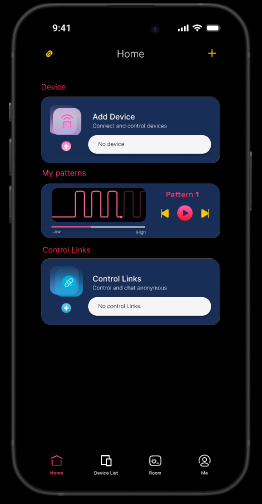 9:41
Home
Device
Add Device
Connect and control devices
No device
My patterns
Pattern 1
Low
High
Control Links
Control Links
Control and chat anonymous
No control Links.
Home
Device List
Room
Me